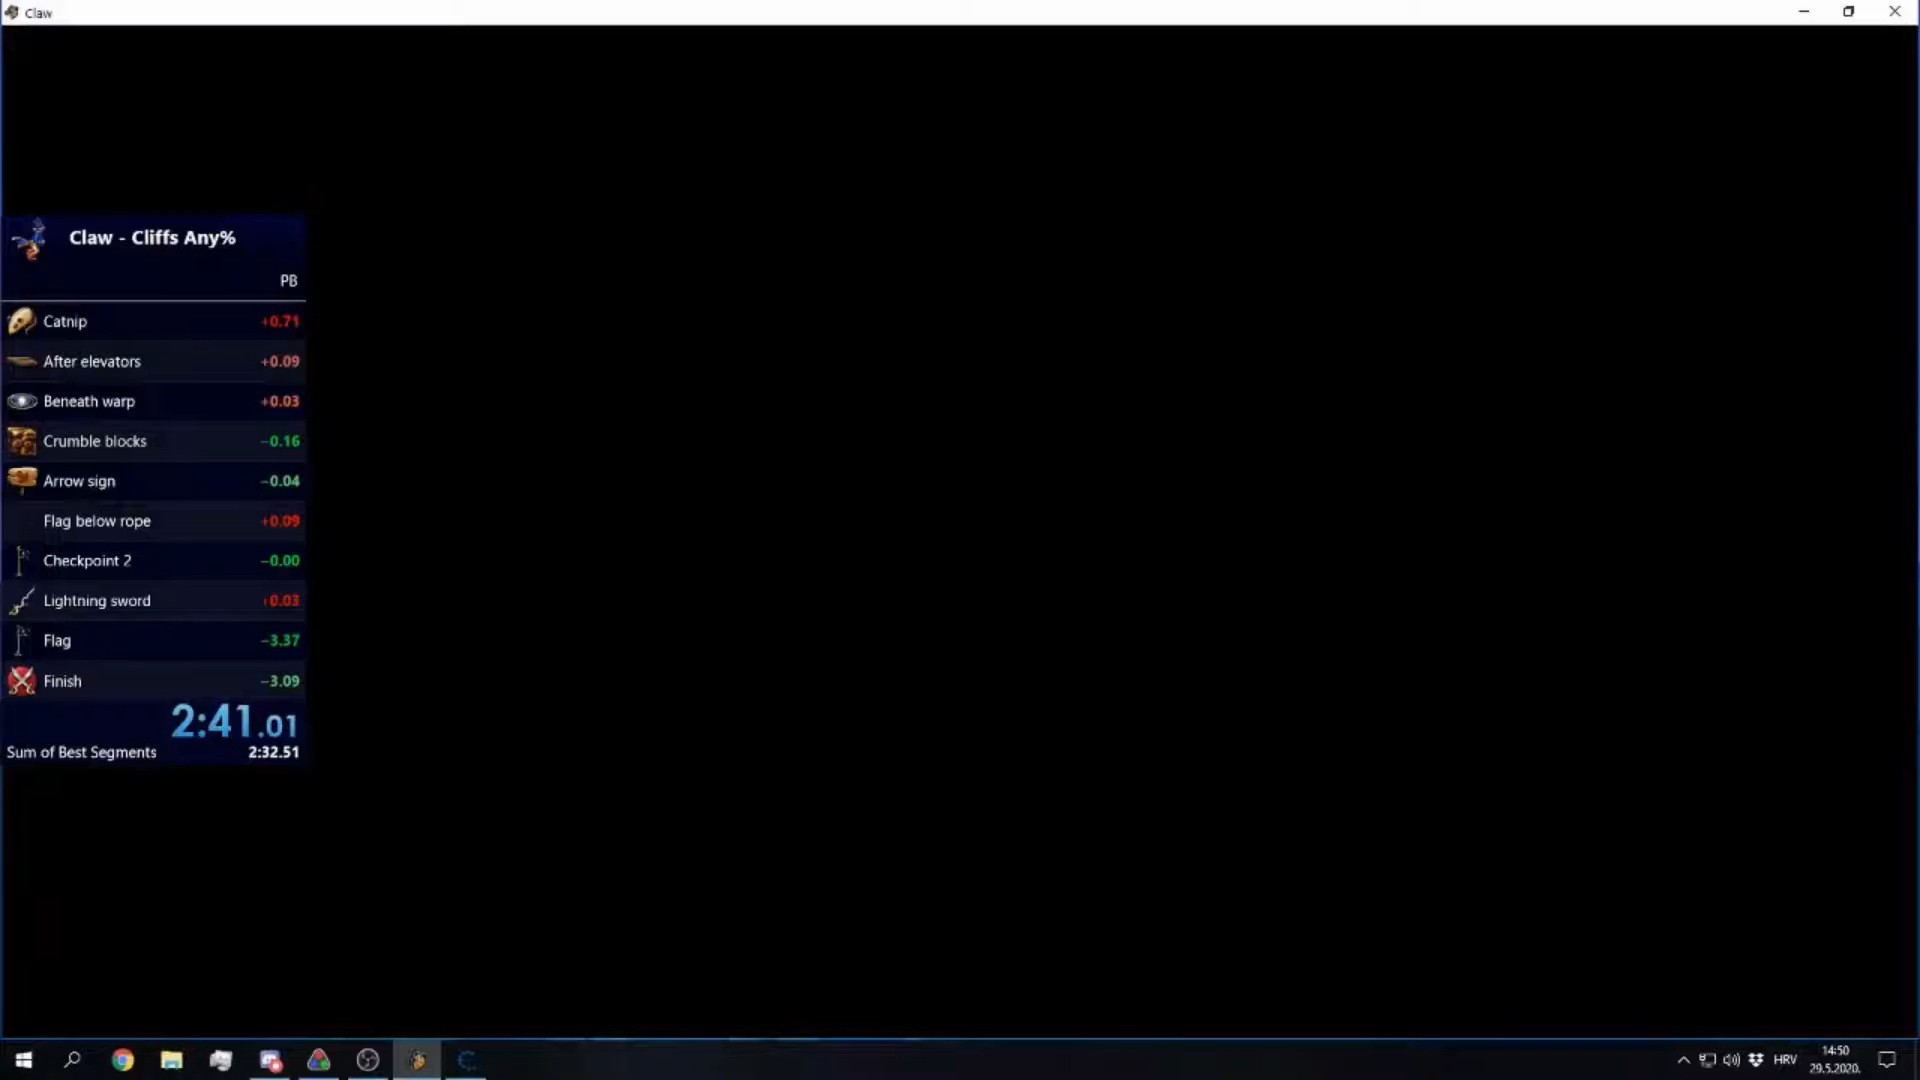 Claw
Claw - Cliffs Any%
PB
Catnip +0.71
After elevators +0.09
Beneath warp +0.03
Crumble blocks −0.16
Arrow sign −0.04
Flag below rope +0.09
Checkpoint 2 −0.00
Lightning sword +0.03
Flag −3.37
Finish −3.09
2:41.01
Sum of Best Segments 2:32.51
HRV
14:50
29.5.2020.